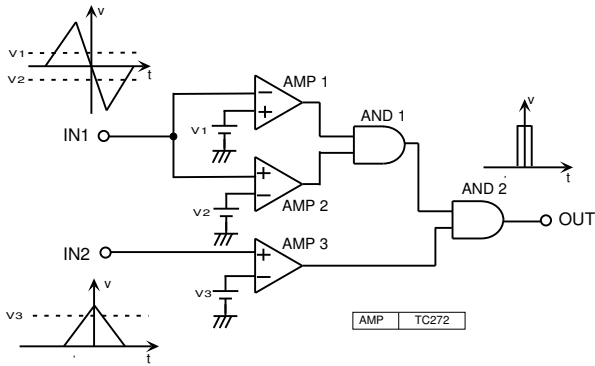 v
V1
V2
t
AMP 1
−
+
V1
IN1
AND 1
v
t
+
−
AMP 2
V2
AND 2
OUT
IN2
AMP 3
+
−
V3
v
V3
t
AMP TC272